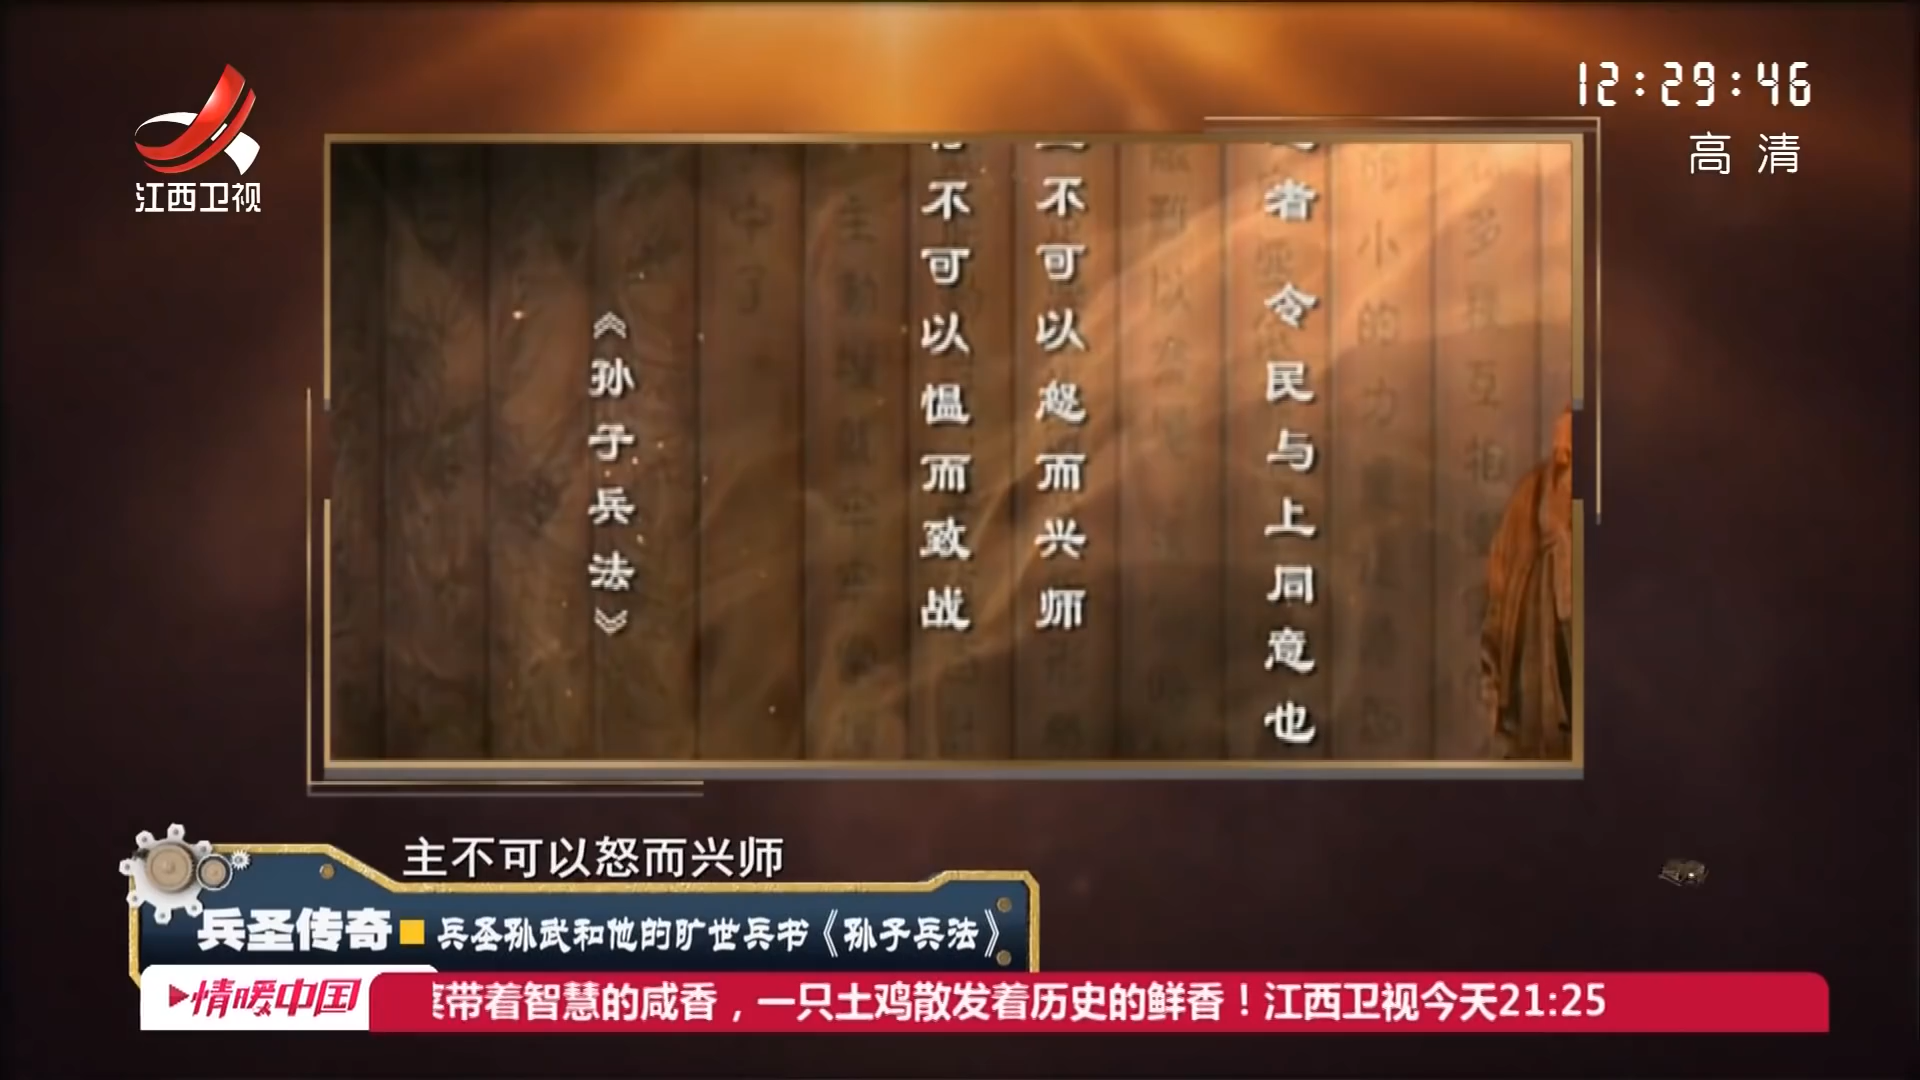 12:29:46
高清
江西卫视
者 令民与上同意也
不可以怒而兴师
不可以愠而致战
《孙子兵法》
主不可以怒而兴师
兵圣传奇 兵圣孙武和他的旷世兵书《孙子兵法》
情暖中国
带着智慧的咸香，一只土鸡散发着历史的鲜香！江西卫视今天21:25